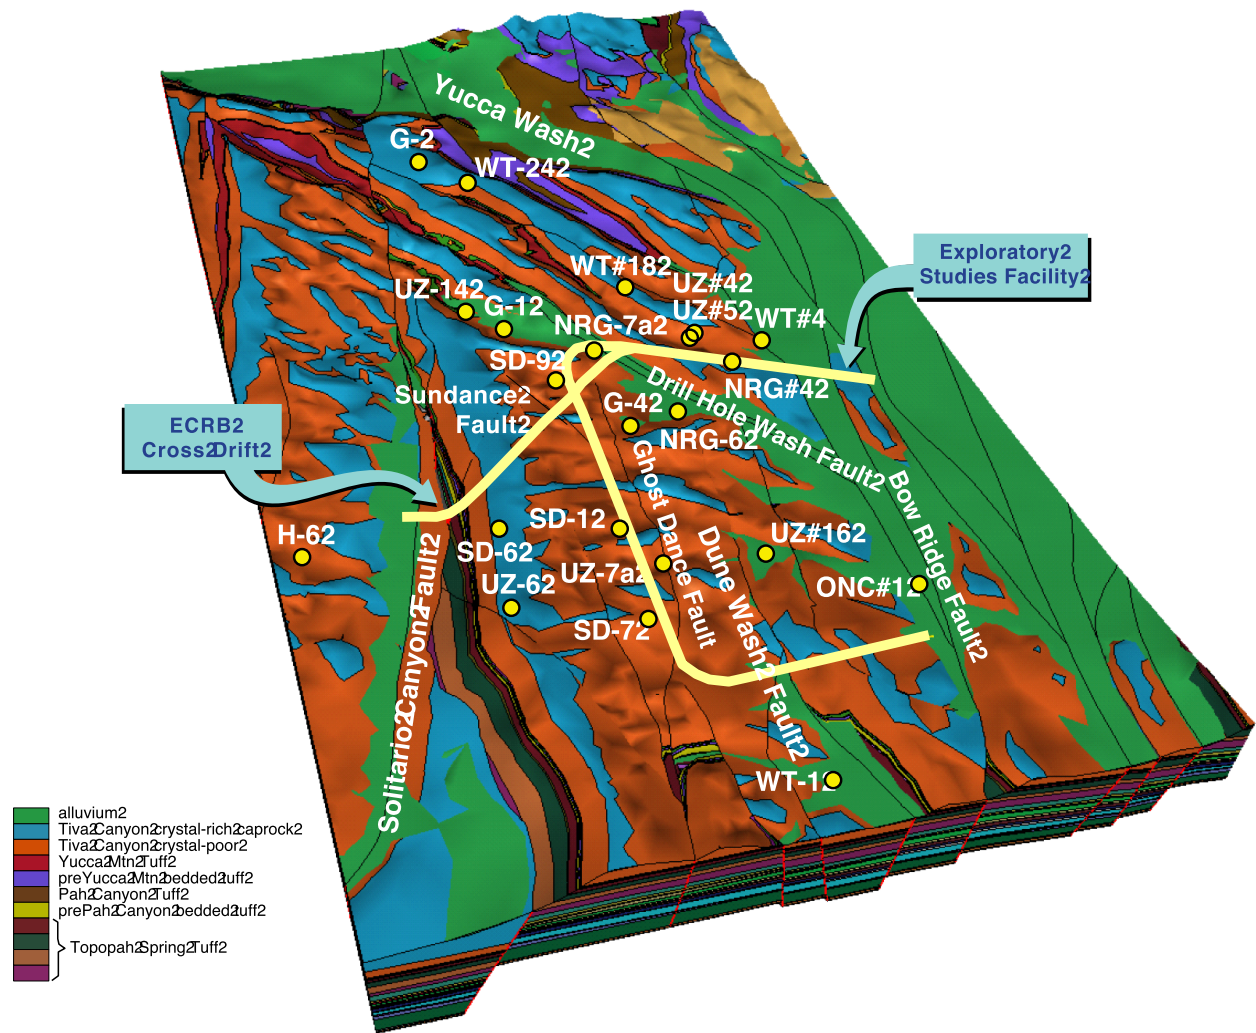 Yucca Wash2
G-2
WT-242
Exploratory2
Studies Facility2
WT#182
UZ#42
UZ-142
G-12
UZ#52
WT#4
NRG-7a2
SD-92
NRG#42
Sundance2
Fault2
Drill Hole Wash Fault2
G-42
NRG-62
ECRB2
Cross2Drift2
Ghost Dance Fault
Bow Ridge Fault2
H-62
SD-62
SD-12
UZ#162
Dune Wash2 Fault2
UZ-62
UZ-7a2
ONC#12
SD-72
Solitario2Canyon2Fault2
WT-12
alluvium2
Tiva2Canyon2crystal-rich2caprock2
Tiva2Canyon2crystal-poor2
Yucca2Mtn2Tuff2
preYucca2Mtn2bedded2tuff2
Pah2Canyon2Tuff2
prePah2Canyon2bedded2tuff2
Topopah2Spring2Tuff2